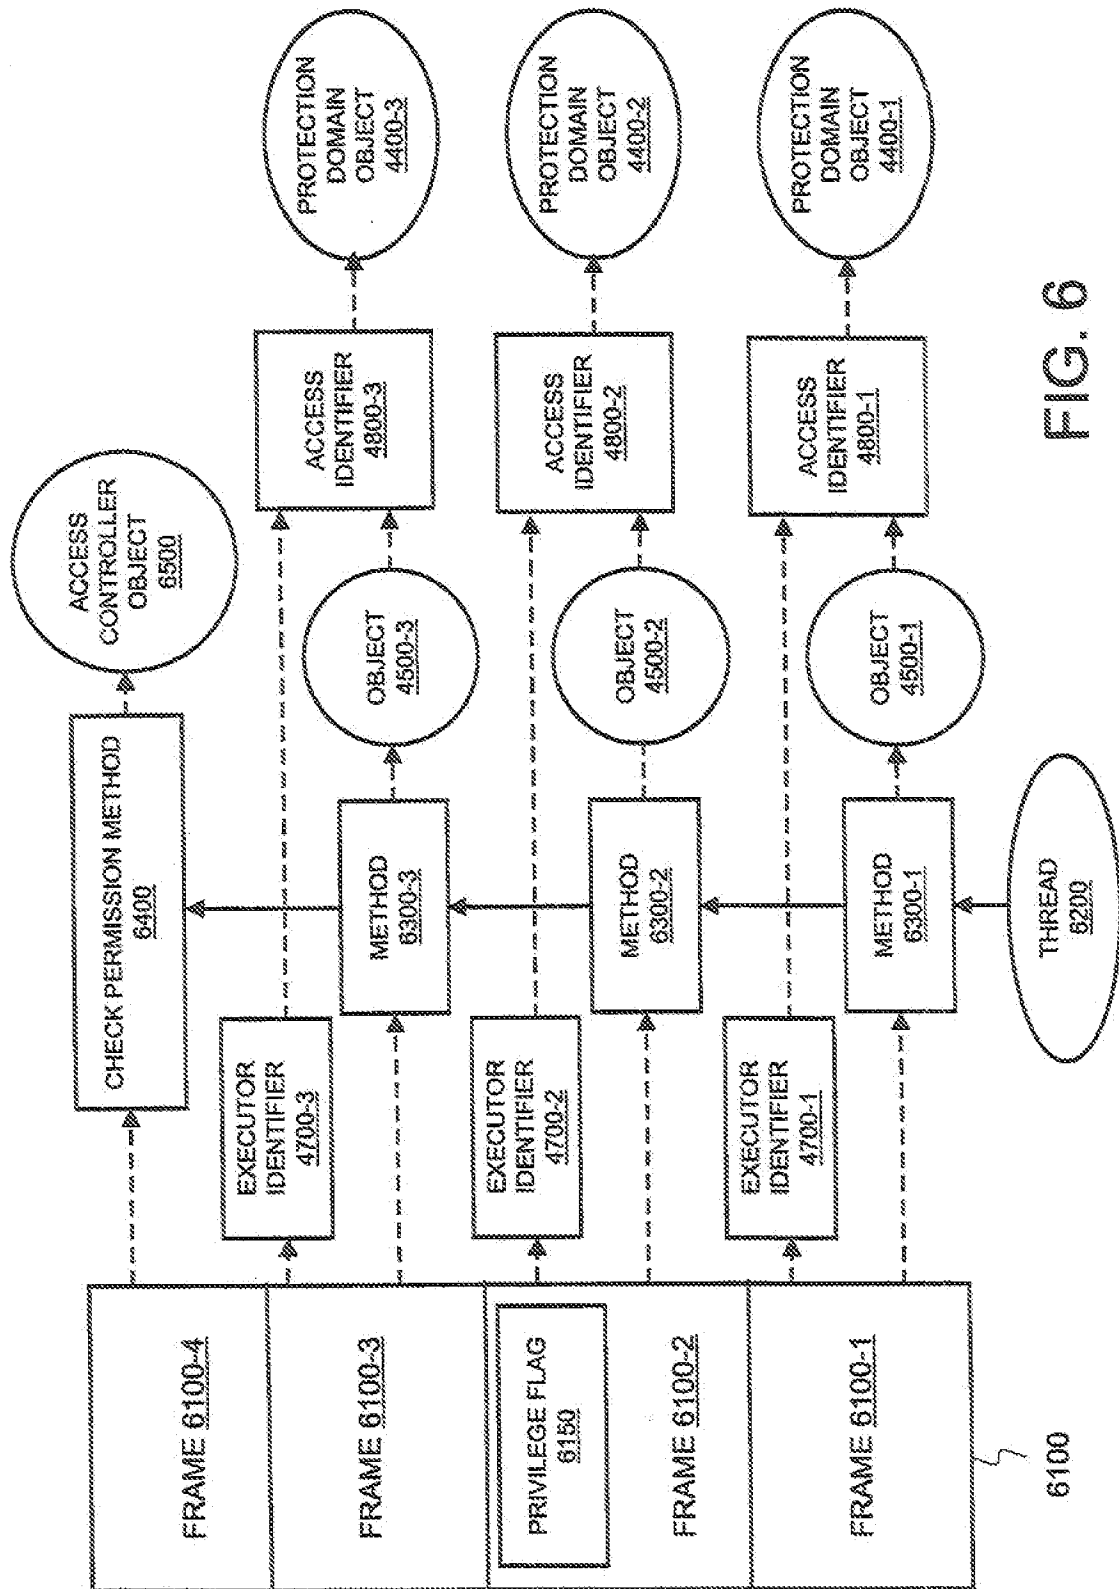 FRAME 6100-4
FRAME 6100-3
PRIVILEGE FLAG
6150
FRAME 6100-2
FRAME 6100-1
6100
CHECK PERMISSION METHOD
6400
ACCESS
CONTROLLER
OBJECT
6500
EXECUTOR
IDENTIFIER
4700-3
METHOD
6300-3
OBJECT
4500-3
ACCESS
IDENTIFIER
4800-3
PROTECTION
DOMAIN
OBJECT
4400-3
EXECUTOR
IDENTIFIER
4700-2
METHOD
6300-2
OBJECT
4500-2
ACCESS
IDENTIFIER
4800-2
PROTECTION
DOMAIN
OBJECT
4400-2
EXECUTOR
IDENTIFIER
4700-1
METHOD
6300-1
OBJECT
4500-1
ACCESS
IDENTIFIER
4800-1
PROTECTION
DOMAIN
OBJECT
4400-1
THREAD
6200
FIG. 6